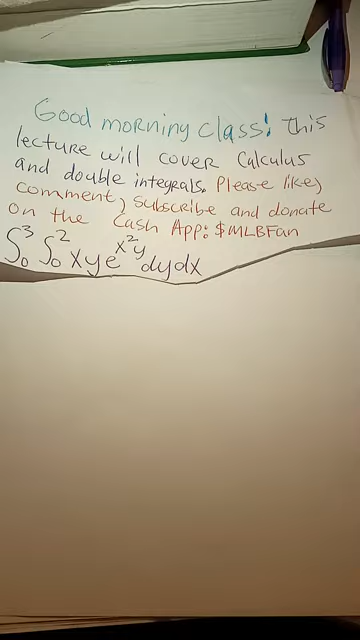 Good morning class! This
lecture will cover Calculus
and double integrals. Please like,
comment, Subscribe and donate
on the Cash App: $MLBFan
∫₀³ ∫₀² xye^(x²y) dydx